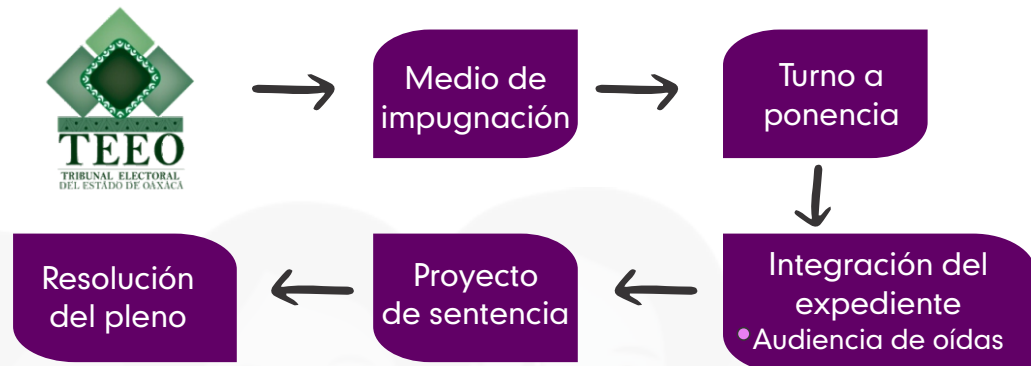 TEEO
TRIBUNAL ELECTORAL
DEL ESTADO DE OAXACA
Medio de
impugnación
Turno a
ponencia
Integración del
expediente
Audiencia de oídas
Proyecto
de sentencia
Resolución
del pleno